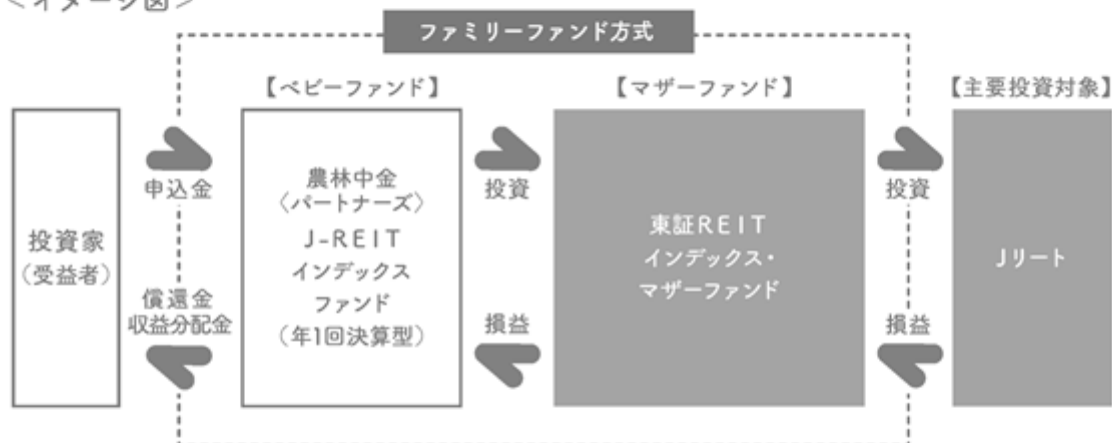 ＜イメージ図＞
ファミリーファンド方式
【ベビーファンド】
【マザーファンド】
【主要投資対象】
投資家
（受益者）
申込金
償還金
収益分配金
農林中金
〈パートナーズ〉
J-REIT
インデックス
ファンド
（年1回決算型）
投資
損益
東証REIT
インデックス・
マザーファンド
投資
損益
Jリート